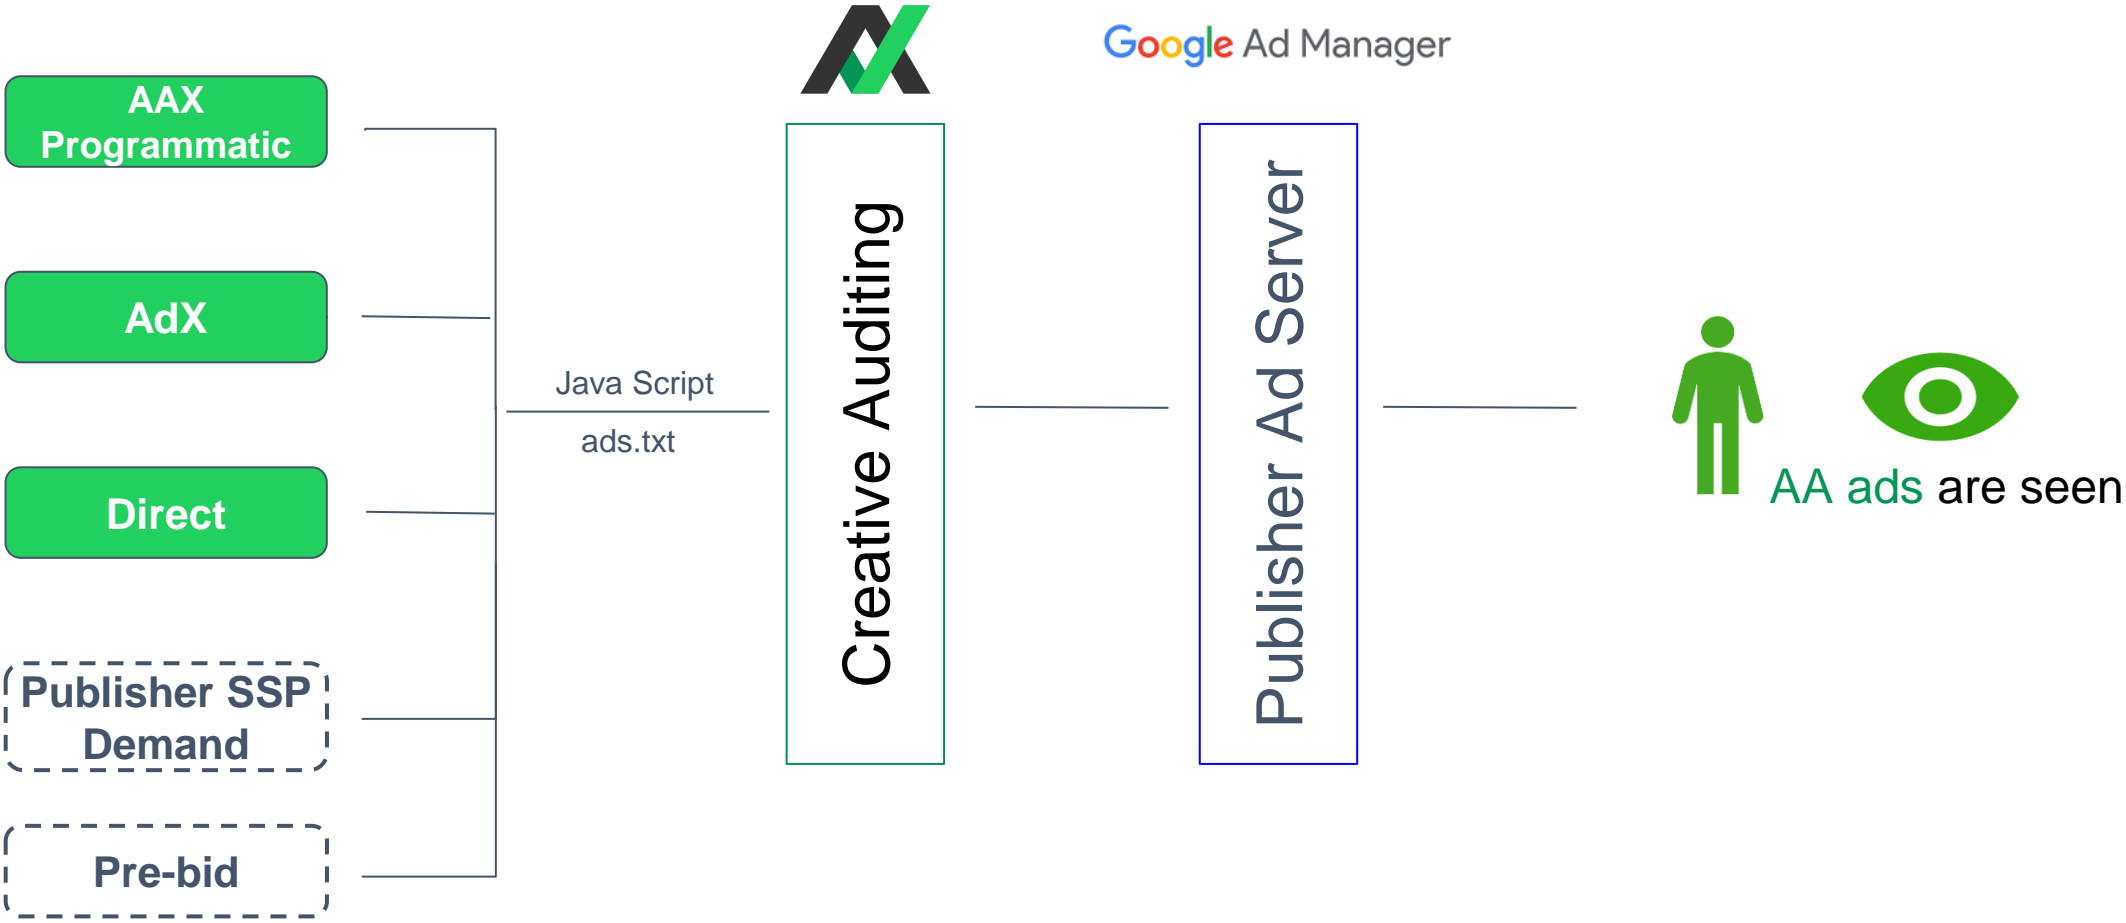 Google Ad Manager
AAX
Programmatic
AdX
Direct
Publisher SSP
Demand
Pre-bid
Java Script
ads.txt
Creative Auditing
Publisher Ad Server
AA ads are seen